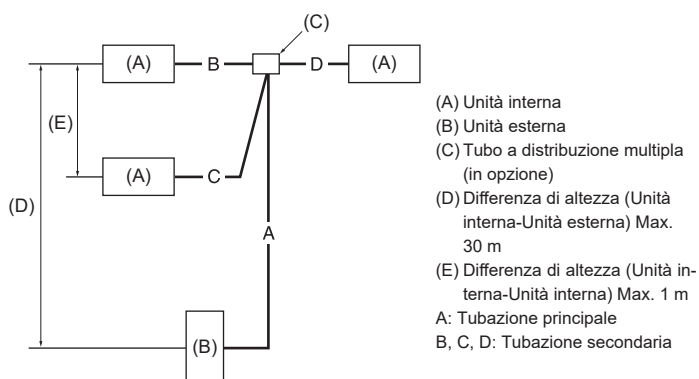 (C)
(A) B D (A)
(E)
(A) C
(D)
A
(B)
(A) Unità interna
(B) Unità esterna
(C) Tubo a distribuzione multipla
(in opzione)
(D) Differenza di altezza (Unità
interna-Unità esterna) Max.
30 m
(E) Differenza di altezza (Unità in-
terna-Unità interna) Max. 1 m
A: Tubazione principale
B, C, D: Tubazione secondaria